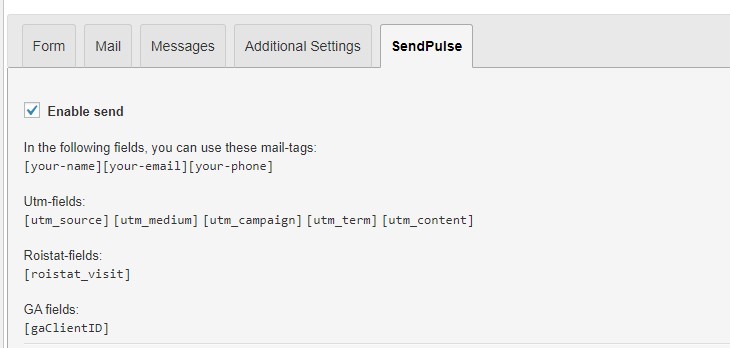 Form Mail Messages Additional Settings SendPulse
Enable send
In the following fields, you can use these mail-tags:
[your-name][your-email][your-phone]
Utm-fields:
[utm_source] [utm_medium] [utm_campaign] [utm_term] [utm_content]
Roistat-fields:
[roistat_visit]
GA fields:
[gaClientID]